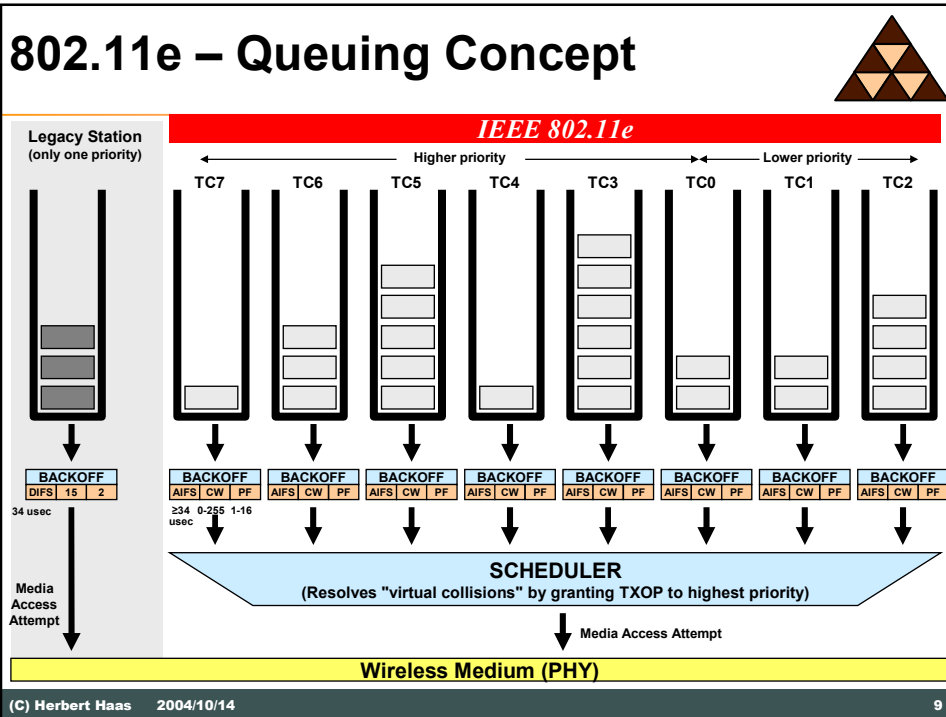 802.11e – Queuing Concept
Legacy Station
(only one priority)
IEEE 802.11e
Higher priority
Lower priority
TC7 TC6 TC5 TC4 TC3 TC0 TC1 TC2
BACKOFF BACKOFF BACKOFF BACKOFF BACKOFF BACKOFF BACKOFF BACKOFF BACKOFF
DIFS 15 2 AIFS CW PF AIFS CW PF AIFS CW PF AIFS CW PF AIFS CW PF AIFS CW PF AIFS CW PF AIFS CW PF
34 usec
≥34 0-255 1-16
usec
SCHEDULER
(Resolves "virtual collisions" by granting TXOP to highest priority)
Media
Access
Attempt
Media Access Attempt
Wireless Medium (PHY)
(C) Herbert Haas 2004/10/14 9